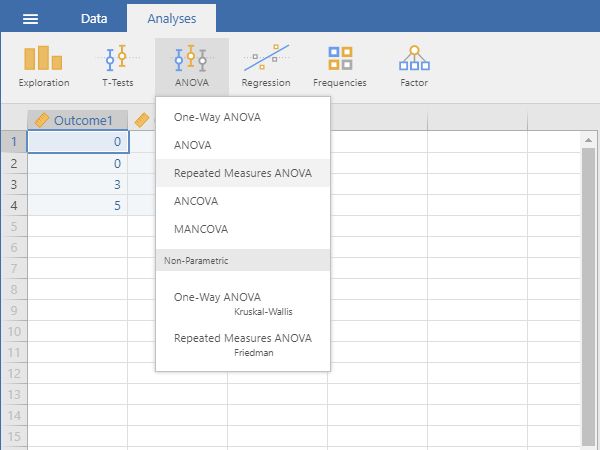 Data Analyses
Exploration T-Tests ANOVA Regression Frequencies Factor
Outcome1
1 0
2 0
3 3
4 5
5
6
7
8
9
10
11
12
13
14
15
One-Way ANOVA
ANOVA
Repeated Measures ANOVA
ANCOVA
MANCOVA
Non-Parametric
One-Way ANOVA
Kruskal-Wallis
Repeated Measures ANOVA
Friedman